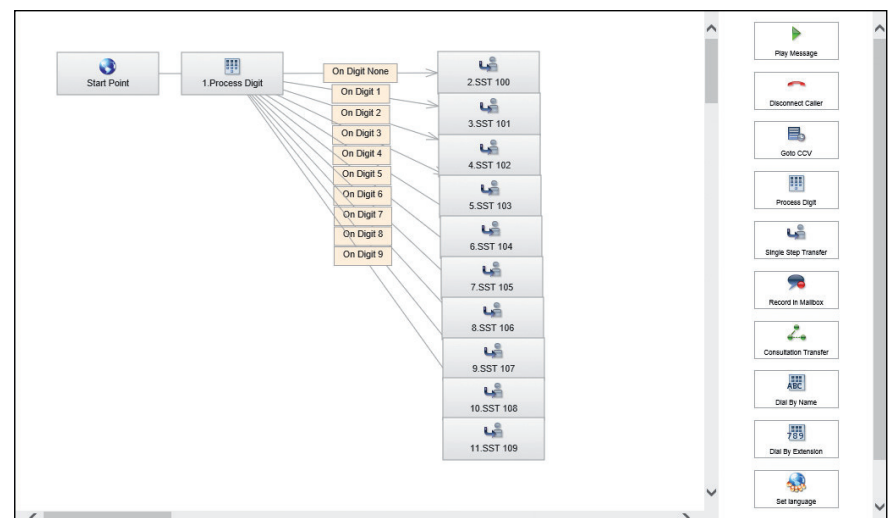 Start Point
1.Process Digit
On Digit None
On Digit 1
On Digit 2
On Digit 3
On Digit 4
On Digit 5
On Digit 6
On Digit 7
On Digit 8
On Digit 9
2.SST 100
3.SST 101
4.SST 102
5.SST 103
6.SST 104
7.SST 105
8.SST 106
9.SST 107
10.SST 108
11.SST 109
Play Message
Disconnect Caller
Goto CCV
Process Digit
Single Step Transfer
Record In Mailbox
Consultation Transfer
ABC
Dial By Name
789
Dial By Extension
Set language